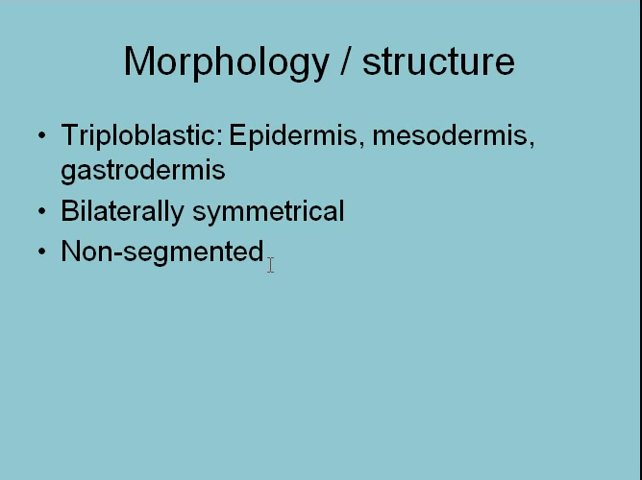 Morphology / structure
• Triploblastic: Epidermis, mesodermis,
gastrodermis
• Bilaterally symmetrical
• Non-segmented